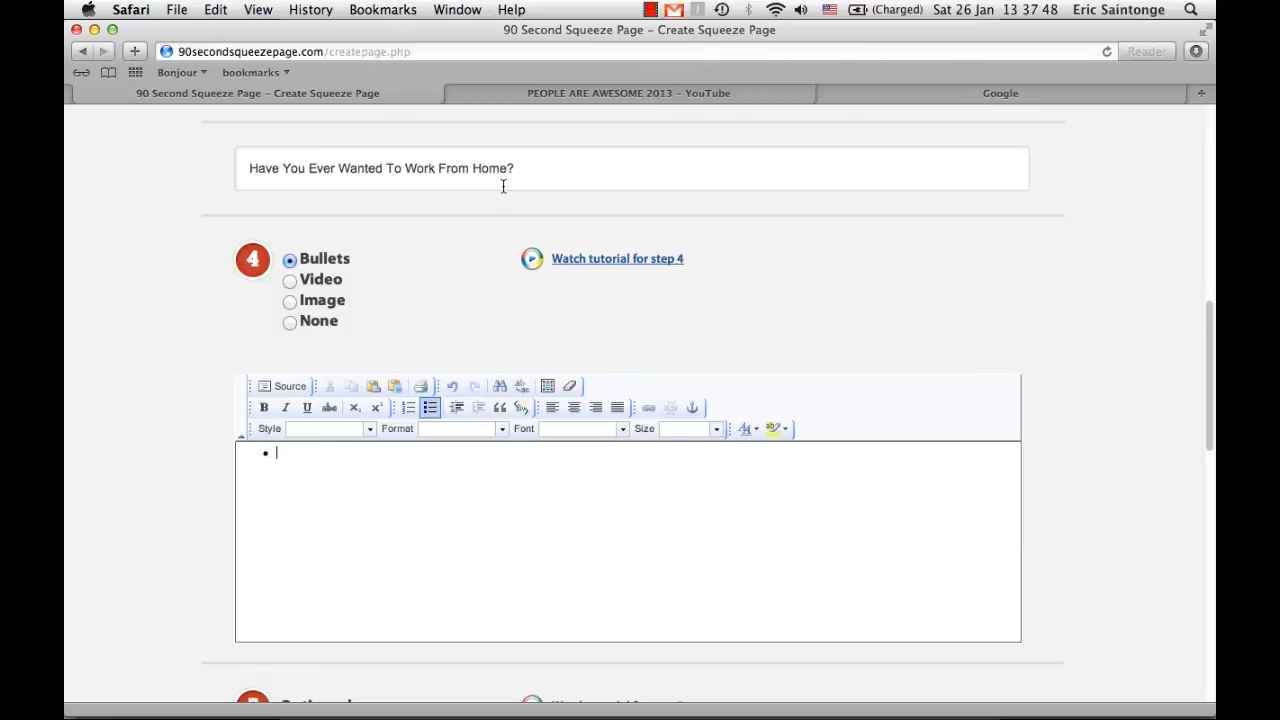 Safari File Edit View History Bookmarks Window Help (Charged) Sat 26 Jan 13 37 48 Eric Saintonge
90 Second Squeeze Page – Create Squeeze Page
90secondsqueezepage.com/createpage.php Reader
Bonjour bookmarks
90 Second Squeeze Page – Create Squeeze Page PEOPLE ARE AWESOME 2013 – YouTube Google
Have You Ever Wanted To Work From Home?
4 Bullets Watch tutorial for step 4
Video
Image
None
Source
B I U abc X₂ X²
Style Format Font Size
•